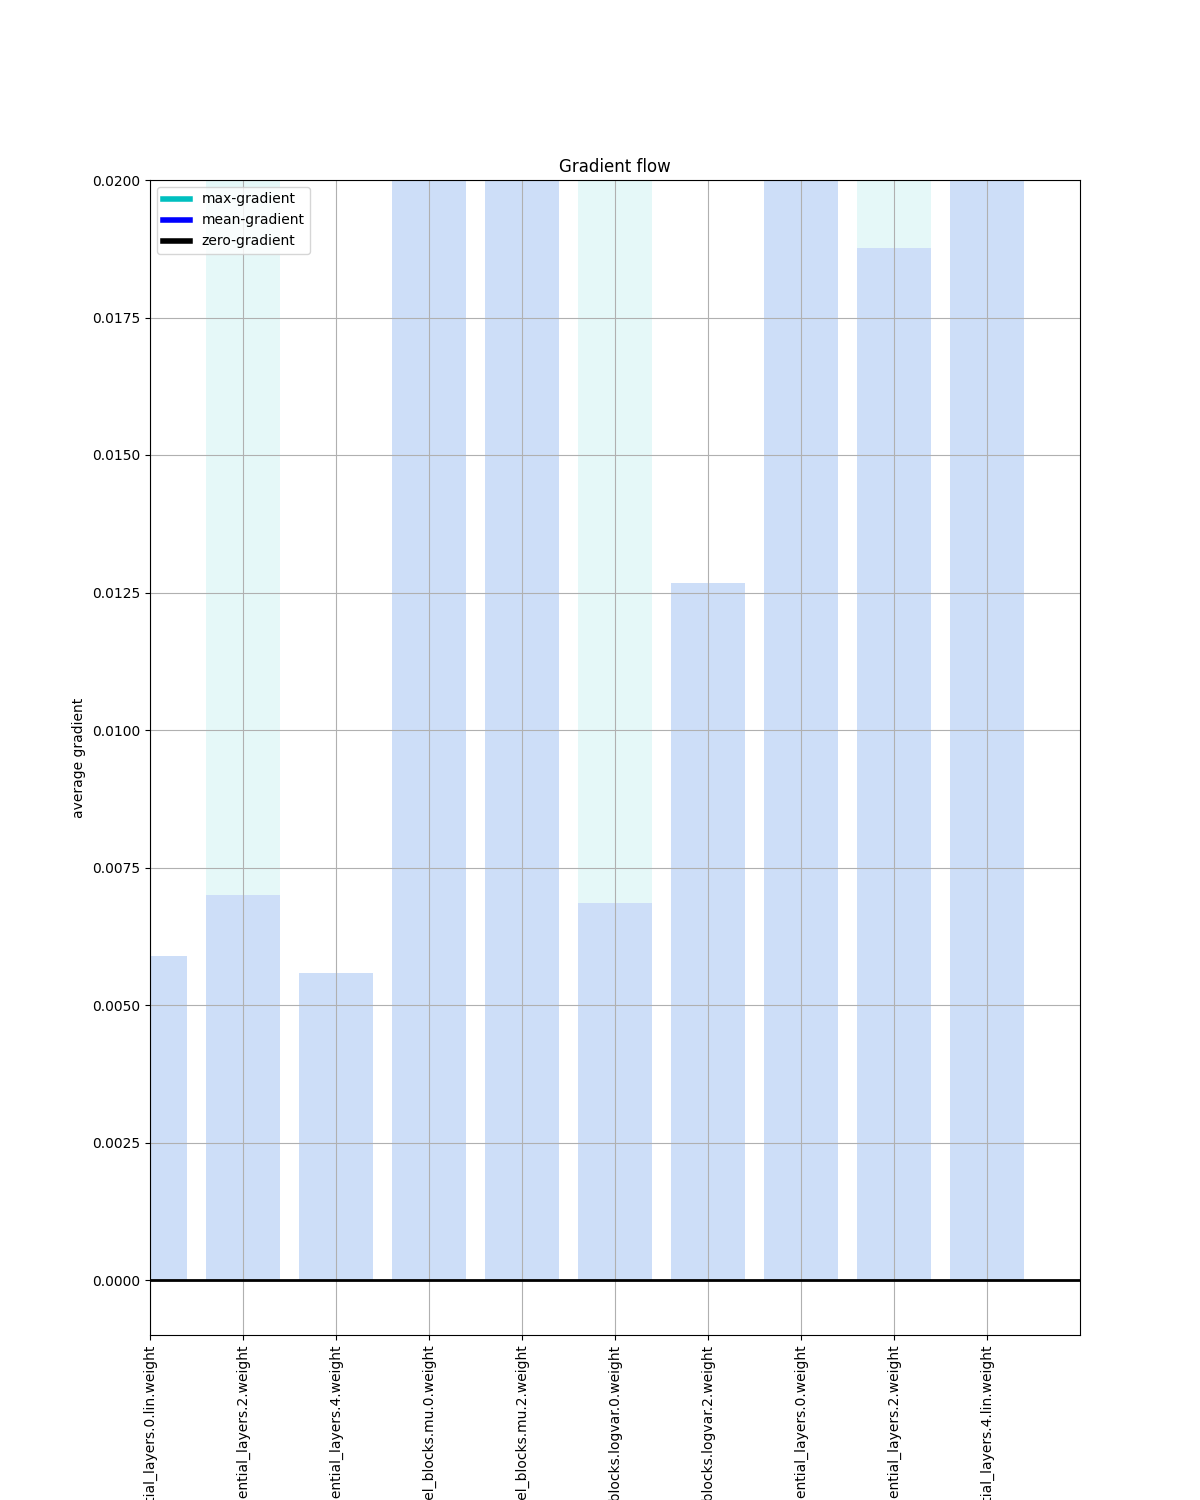 Gradient flow
max-gradient
mean-gradient
zero-gradient
0.0200
0.0175
0.0150
0.0125
0.0100
0.0075
0.0050
0.0025
0.0000
average gradient
tial_layers.0.lin.weight
ential_layers.2.weight
ential_layers.4.weight
el_blocks.mu.0.weight
el_blocks.mu.2.weight
blocks.logvar.0.weight
blocks.logvar.2.weight
ential_layers.0.weight
ential_layers.2.weight
tial_layers.4.lin.weight